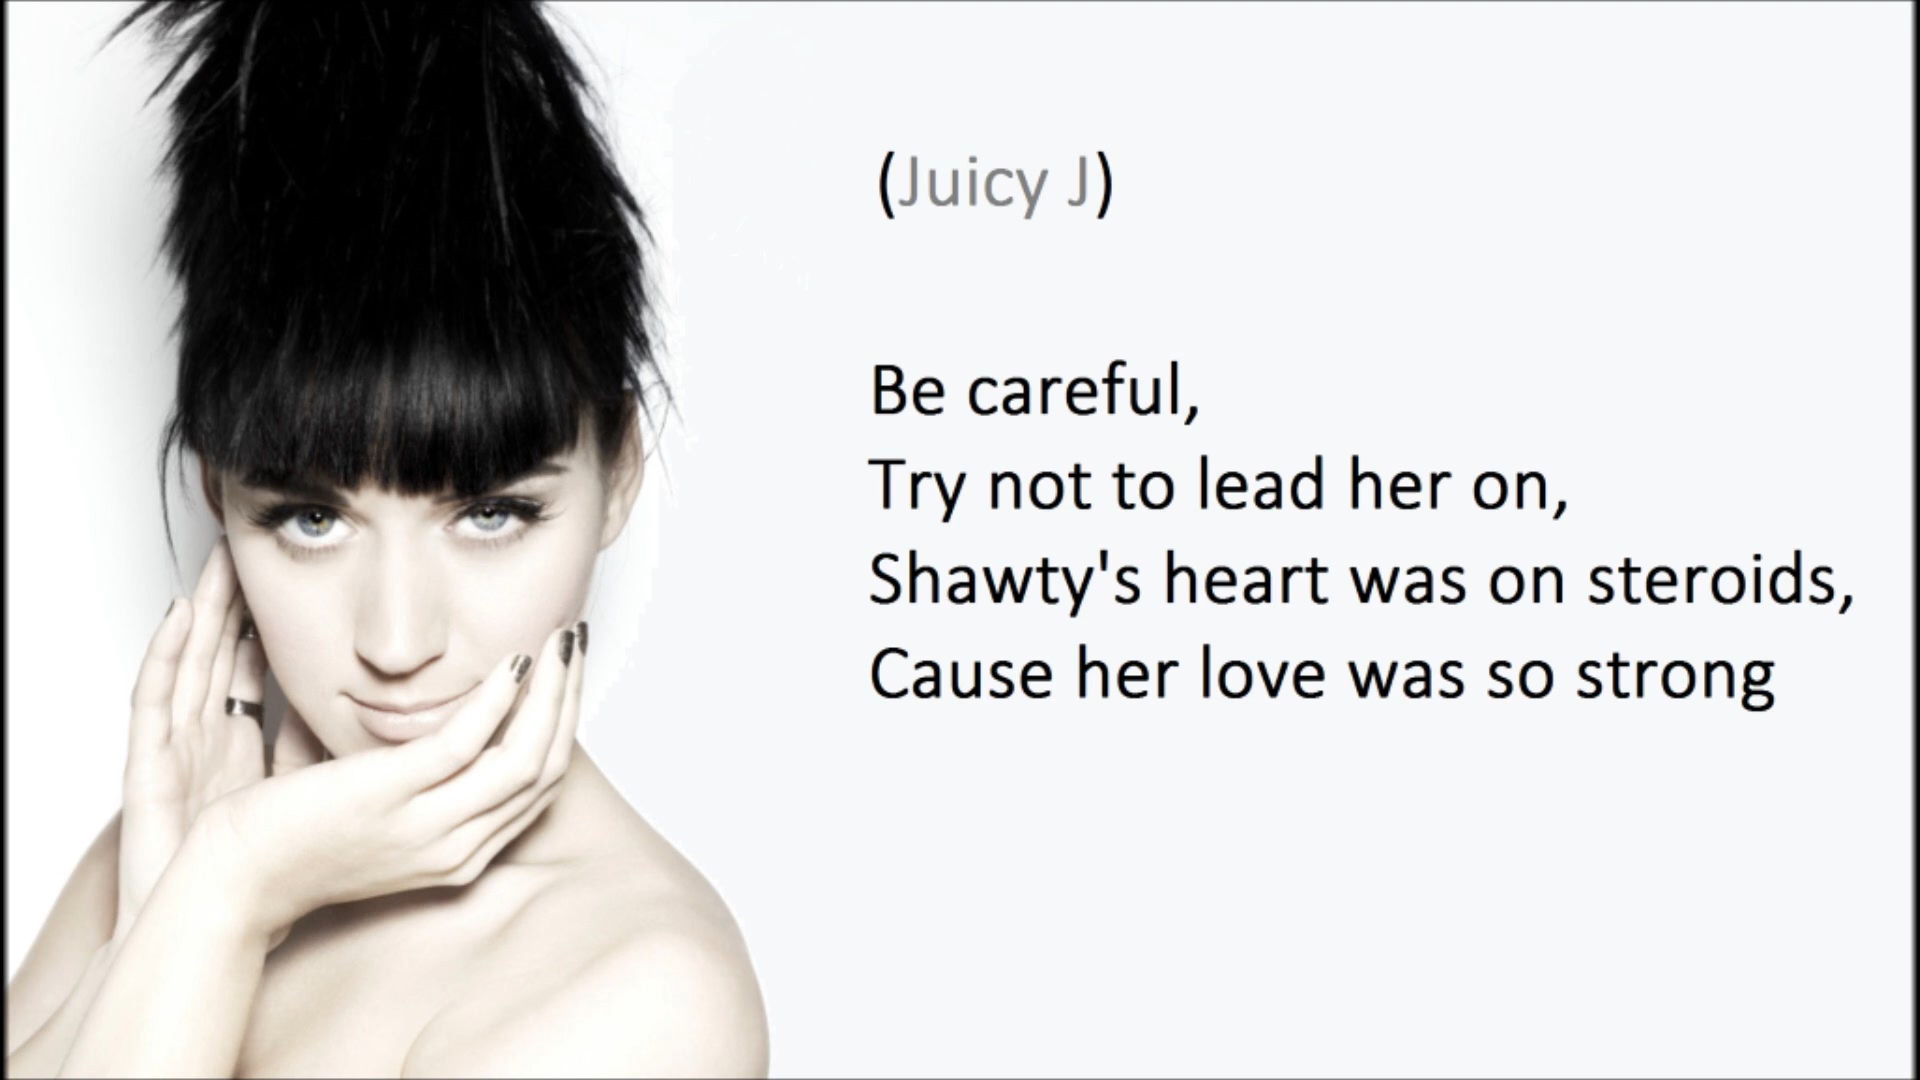 (Juicy J)
Be careful,
Try not to lead her on,
Shawty's heart was on steroids,
Cause her love was so strong